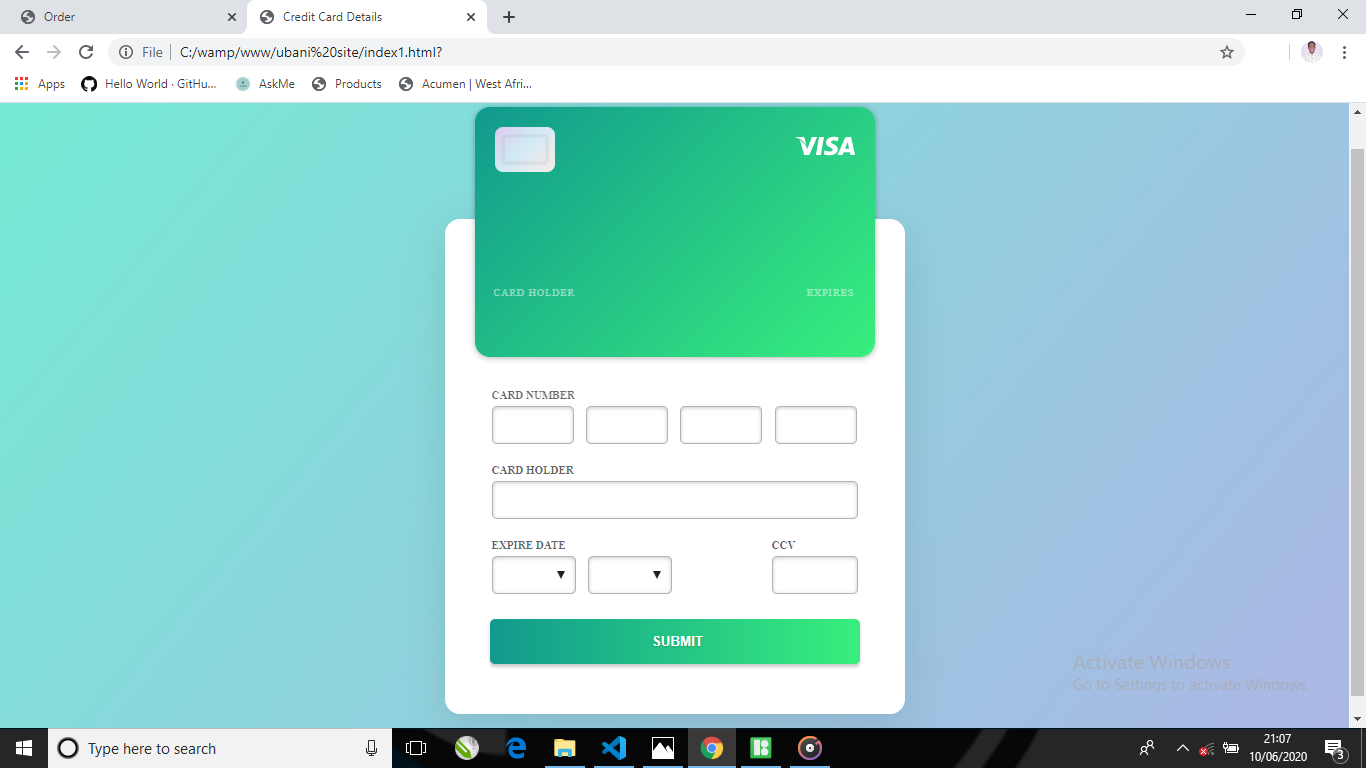 Order
Credit Card Details
File
C:/wamp/www/ubani%20site/index1.html?
Apps
Hello World · GitHu...
AskMe
Products
Acumen | West Afri...
VISA
CARD HOLDER
EXPIRES
CARD NUMBER
CARD HOLDER
EXPIRE DATE
CCV
SUBMIT
Activate Windows
Go to Settings to activate Windows.
Type here to search
21:07
10/06/2020
3